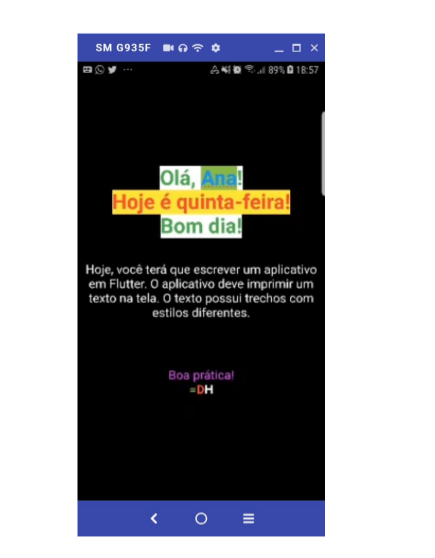 SM G935F
89% 18:57
Olá, Ana!
Hoje é quinta-feira!
Bom dia!
Hoje, você terá que escrever um aplicativo
em Flutter. O aplicativo deve imprimir um
texto na tela. O texto possui trechos com
estilos diferentes.
Boa prática!
=DH